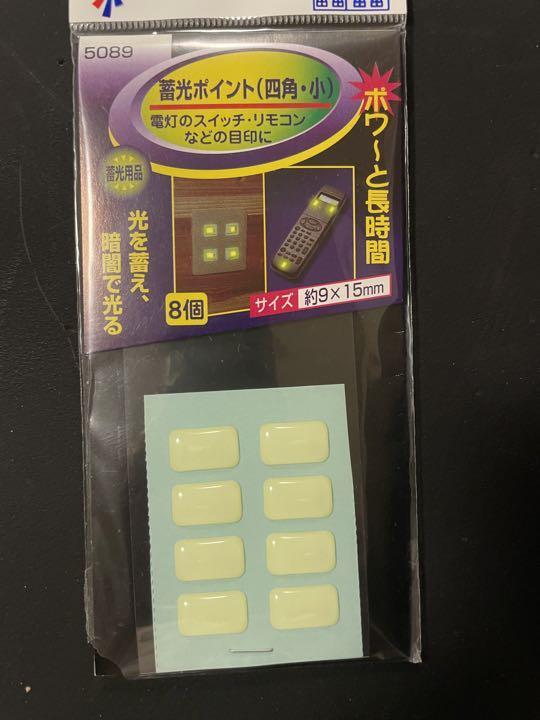 5089
蓄光ポイント(四角・小)
電灯のスイッチ・リモコン
などの目印に
ポワ〜と長時間
蓄光用品
光を蓄え、
暗闇で光る
8個
サイズ 約9×15mm